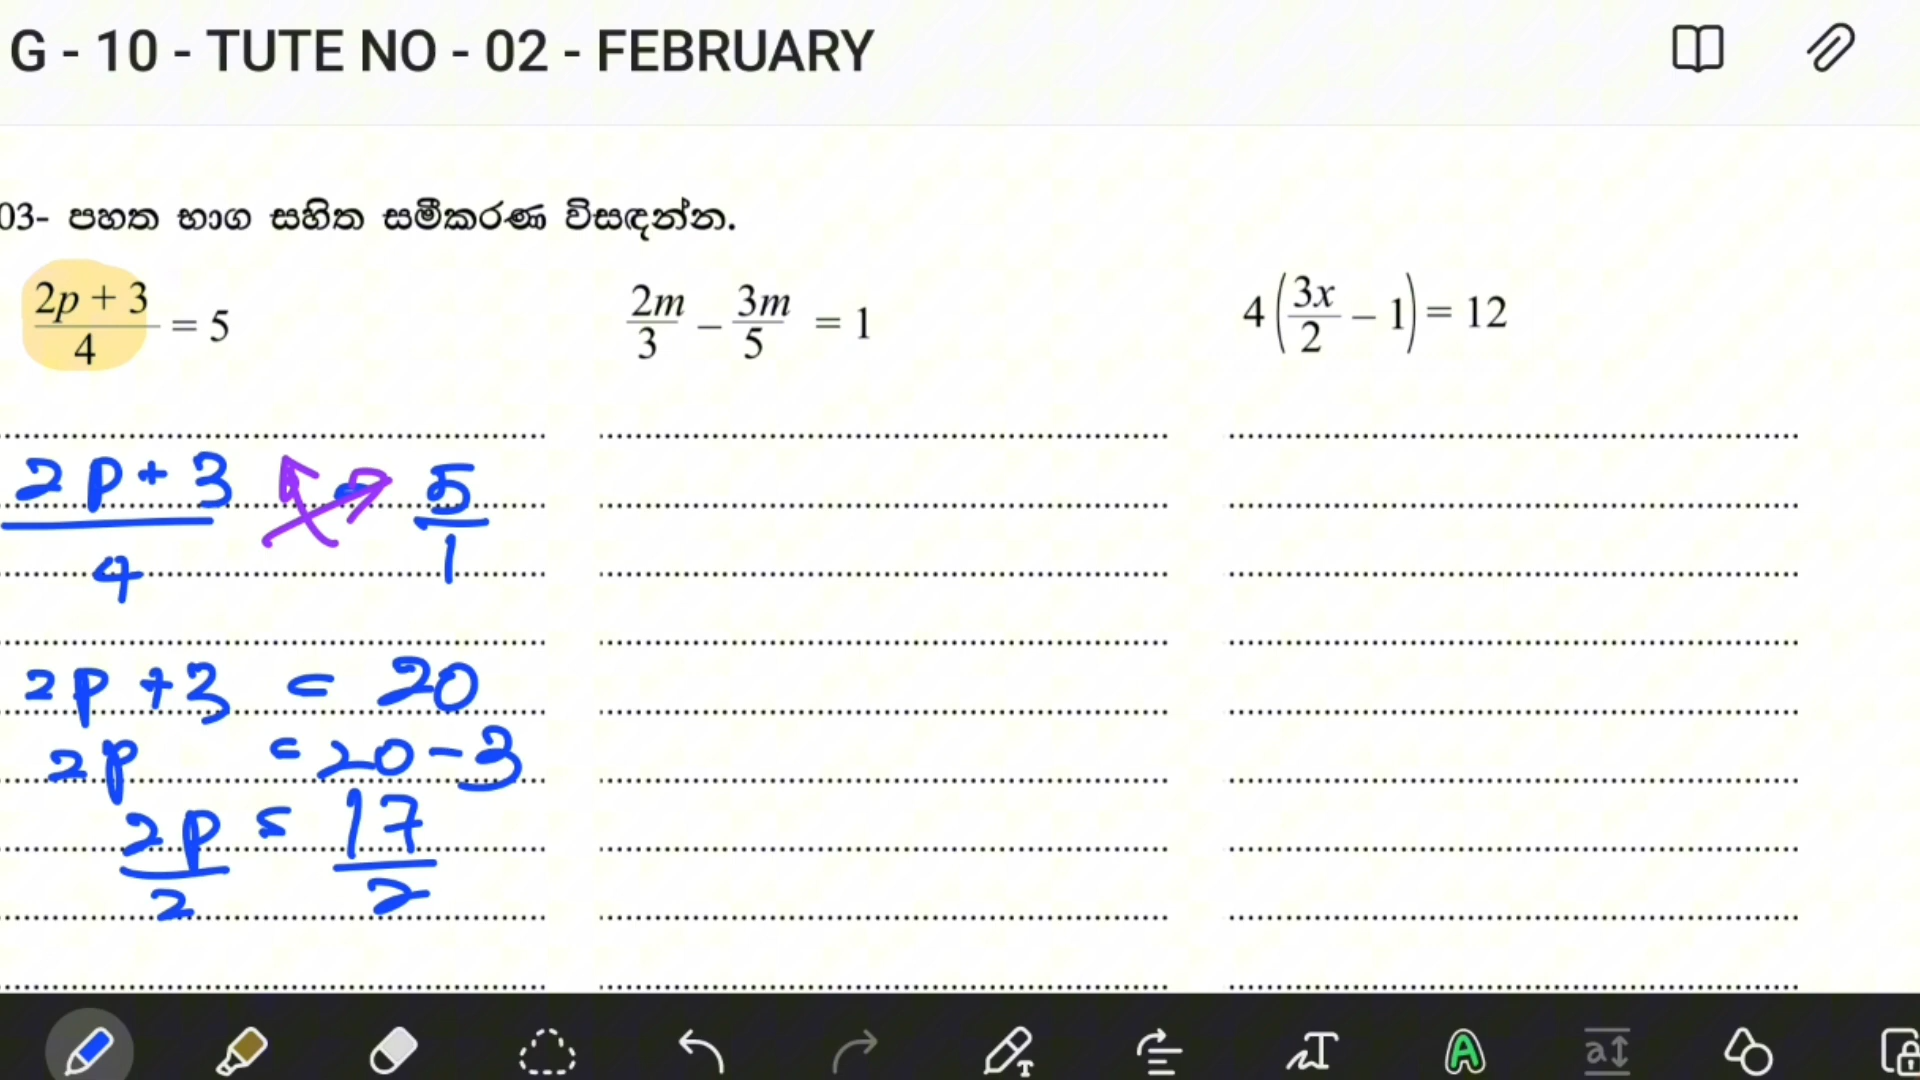 G - 10 - TUTE NO - 02 - FEBRUARY
03- පහත භාග සහිත සමීකරණ විසඳන්න.
(2p + 3)/4 = 5
2m/3 − 3m/5 = 1
4(3x/2 − 1) = 12
(2p+3)/4 = 5/1
2p +3 = 20
2p = 20-3
2p/2 = 17/2